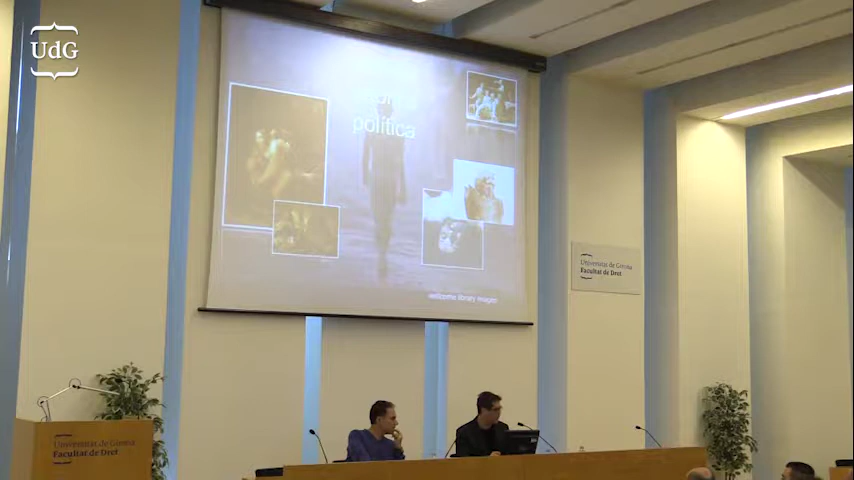 UdG
política
wellcome library images
Universitat de Girona
Facultat de Dret
Universitat de Girona
Facultat de Dret